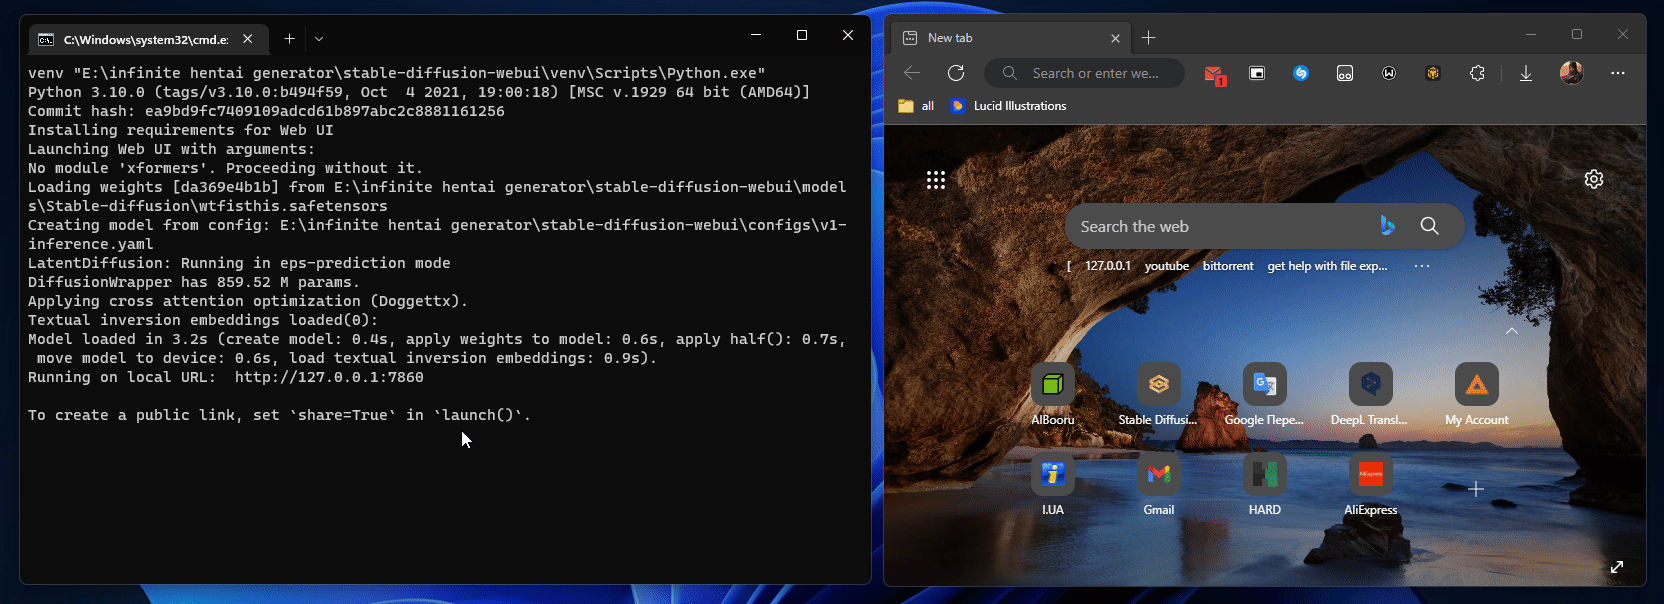 C:\Windows\system32\cmd.e:
venv "E:\infinite hentai generator\stable-diffusion-webui\venv\Scripts\Python.exe"
Python 3.10.0 (tags/v3.10.0:b494f59, Oct  4 2021, 19:00:18) [MSC v.1929 64 bit (AMD64)]
Commit hash: ea9bd9fc7409109adcd61b897abc2c8881161256
Installing requirements for Web UI
Launching Web UI with arguments:
No module 'xformers'. Proceeding without it.
Loading weights [da369e4b1b] from E:\infinite hentai generator\stable-diffusion-webui\model
s\Stable-diffusion\wtfisthis.safetensors
Creating model from config: E:\infinite hentai generator\stable-diffusion-webui\configs\v1-
inference.yaml
LatentDiffusion: Running in eps-prediction mode
DiffusionWrapper has 859.52 M params.
Applying cross attention optimization (Doggettx).
Textual inversion embeddings loaded(0):
Model loaded in 3.2s (create model: 0.4s, apply weights to model: 0.6s, apply half(): 0.7s,
 move model to device: 0.6s, load textual inversion embeddings: 0.9s).
Running on local URL:  http://127.0.0.1:7860
To create a public link, set `share=True` in `launch()`.
New tab
Search or enter we...
1
all
Lucid Illustrations
Search the web
[ 127.0.0.1 youtube bittorrent get help with file exp... ...
AIBooru Stable Diffusi... Google Пере... DeepL Transl... My Account
I.UA Gmail HARD AliExpress